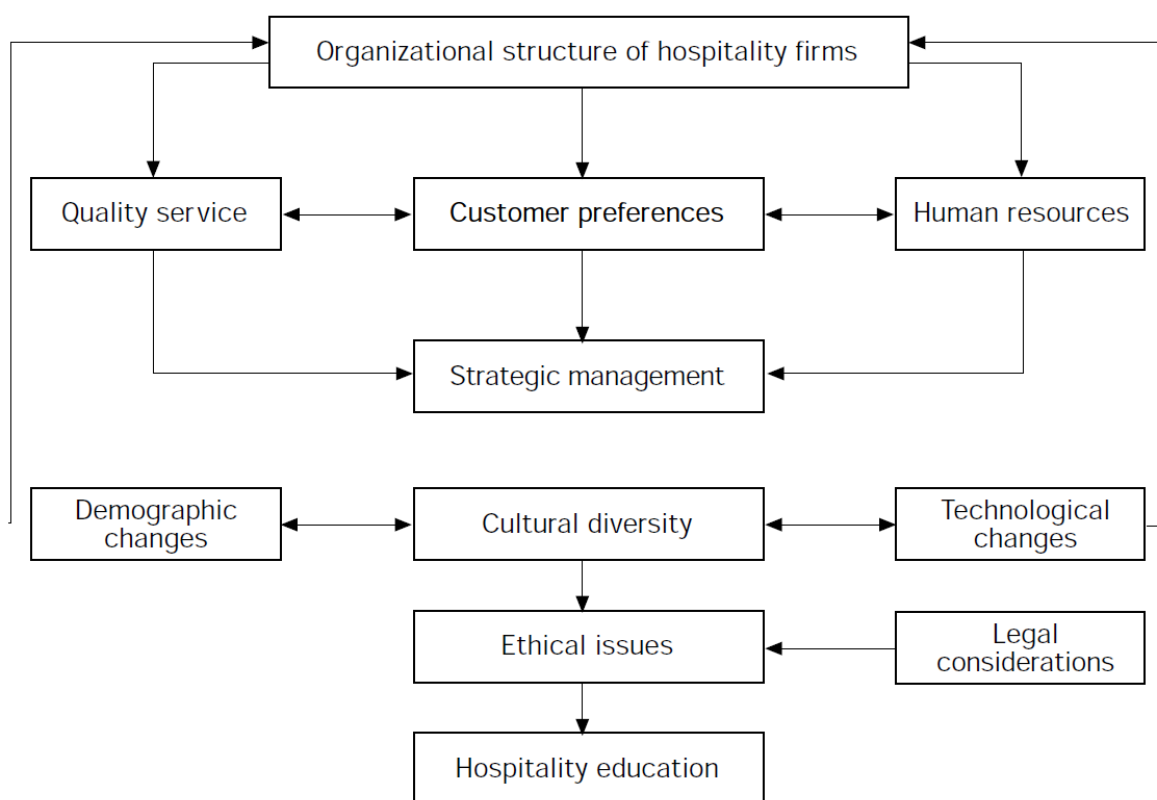 Organizational structure of hospitality firms
Quality service
Customer preferences
Human resources
Strategic management
Demographic
changes
Cultural diversity
Technological
changes
Ethical issues
Legal
considerations
Hospitality education